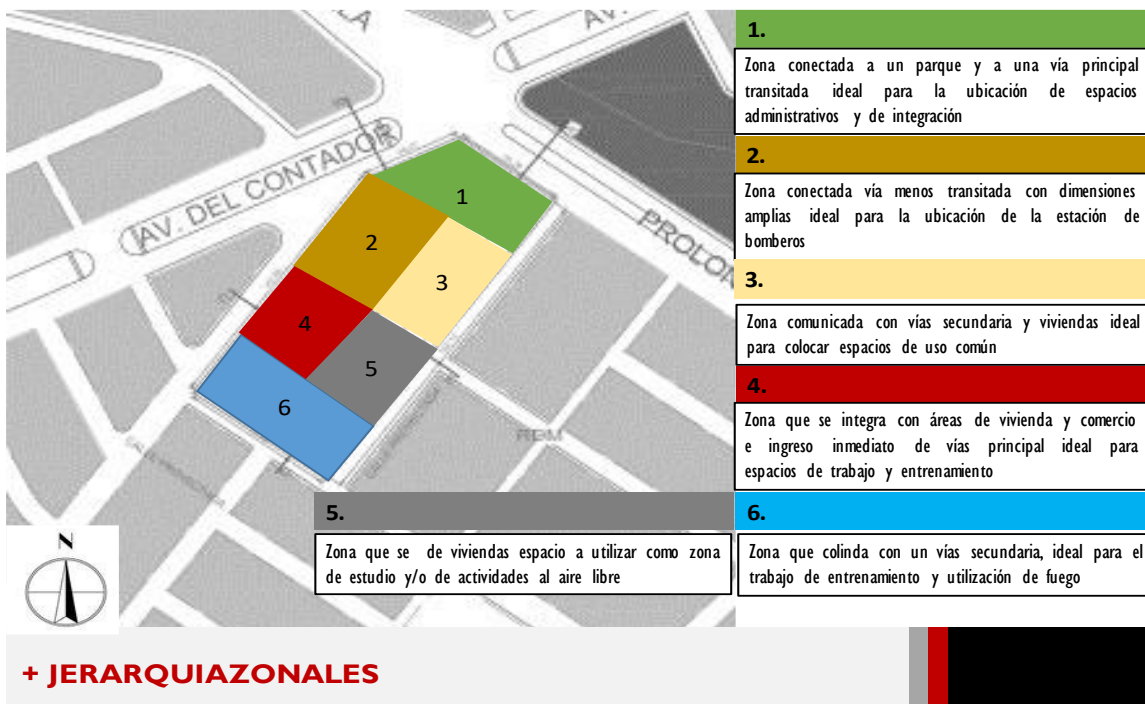 AV. DEL CONTADOR
AV.
PROLON
1
2
3
4
5
6
N
1.
Zona conectada a un parque y a una vía principal
transitada ideal para la ubicación de espacios
administrativos y de integración
2.
Zona conectada vía menos transitada con dimensiones
amplias ideal para la ubicación de la estación de
bomberos
3.
Zona comunicada con vías secundaria y viviendas ideal
para colocar espacios de uso común
4.
Zona que se integra con áreas de vivienda y comercio
e ingreso inmediato de vías principal ideal para
espacios de trabajo y entrenamiento
5.
Zona que se de viviendas espacio a utilizar como zona
de estudio y/o de actividades al aire libre
6.
Zona que colinda con un vías secundaria, ideal para el
trabajo de entrenamiento y utilización de fuego
+ JERARQUIAZONALES